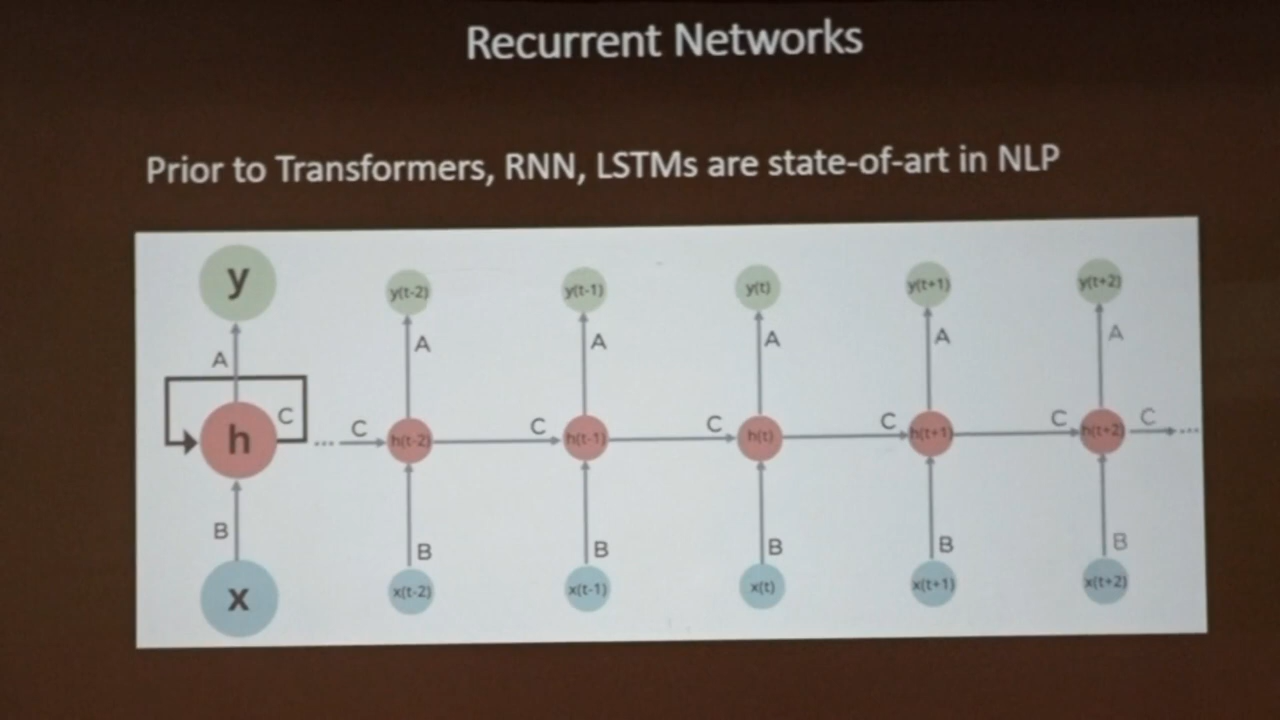 Recurrent Networks
Prior to Transformers, RNN, LSTMs are state-of-art in NLP
y y(t-2) y(t-1) y(t) y(t+1) y(t+2)
A A A A A A
C ... C C C C C C ...
h h(t-2) h(t-1) h(t) h(t+1) h(t+2)
B B B B B B
x x(t-2) x(t-1) x(t) x(t+1) x(t+2)